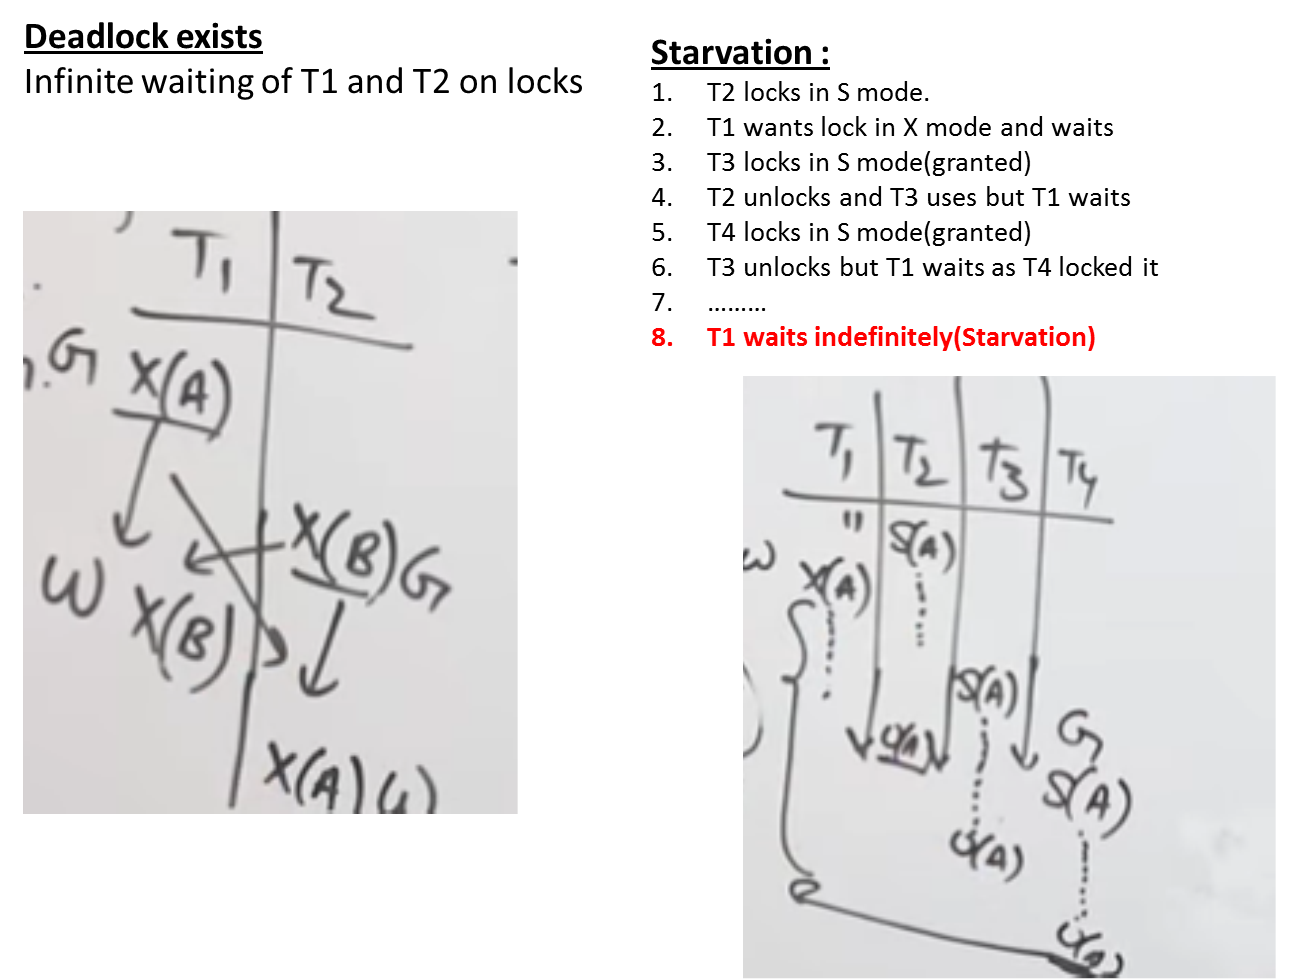 Deadlock exists
Infinite waiting of T1 and T2 on locks
T1 T2
G X(A)
X(B) G
W X(B)
X(A) W
Starvation :
1. T2 locks in S mode.
2. T1 wants lock in X mode and waits
3. T3 locks in S mode(granted)
4. T2 unlocks and T3 uses but T1 waits
5. T4 locks in S mode(granted)
6. T3 unlocks but T1 waits as T4 locked it
7. .........
8. T1 waits indefinitely(Starvation)
T1 T2 T3 T4
S(A)
W X(A)
S(A)
U(A)
G
S(A)
U(A)
U(A)